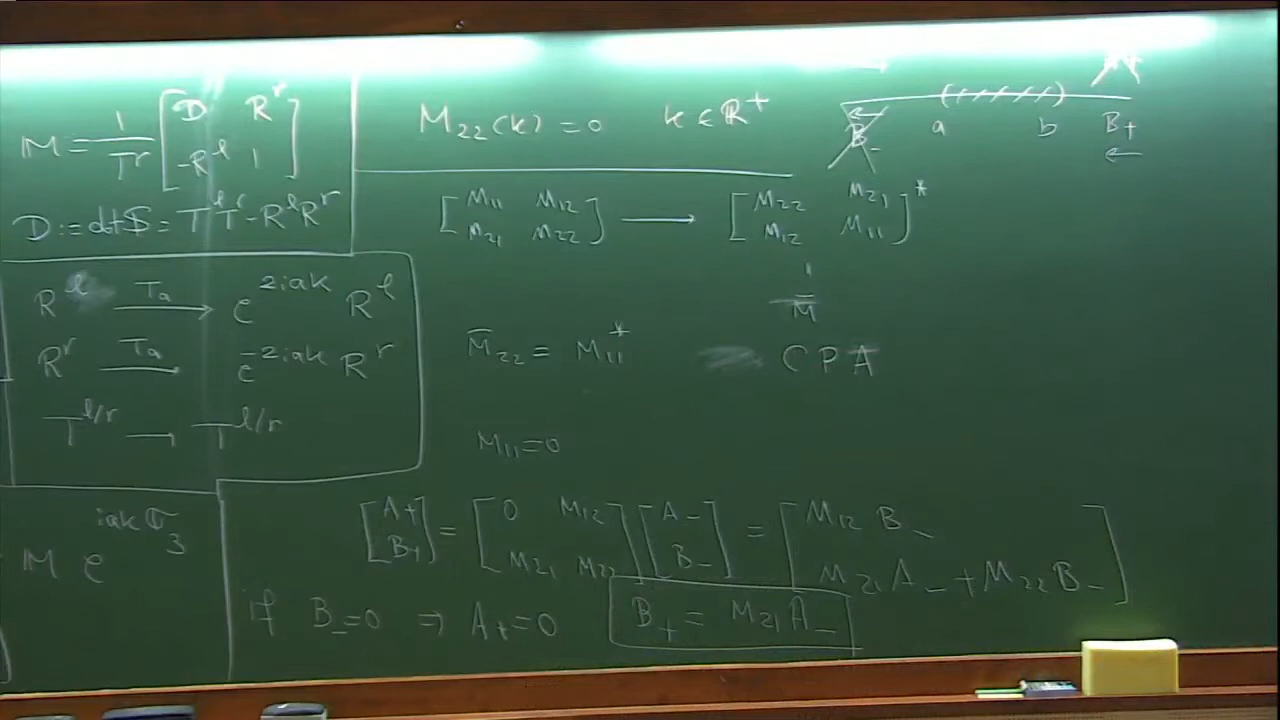 M = 1/T^r [ D R^r ; -R^l 1 ]
D := dt S = T^l T^r - R^l R^r
R^l —T_a→ e^{2iak} R^l
R^r —T_a→ e^{-2iak} R^r
T^{l/r} → T^{l/r}
M e^{iakσ_3}
M_22(k) = 0 k ∈ R^+
a b B_- ← B_+ ←
[ M_11 M_12 ; M_21 M_22 ] → [ M_22 M_21 ; M_12 M_11 ]^*
1
M̄
M̄_22 = M_11^* CPA
M_11 = 0
[ A_+ ; B_+ ] = [ 0 M_12 ; M_21 M_22 ] [ A_- ; B_- ] = [ M_12 B_- ; M_21 A_- + M_22 B_- ]
if B_- = 0 ⇒ A_+ = 0 B_+ = M_21 A_-